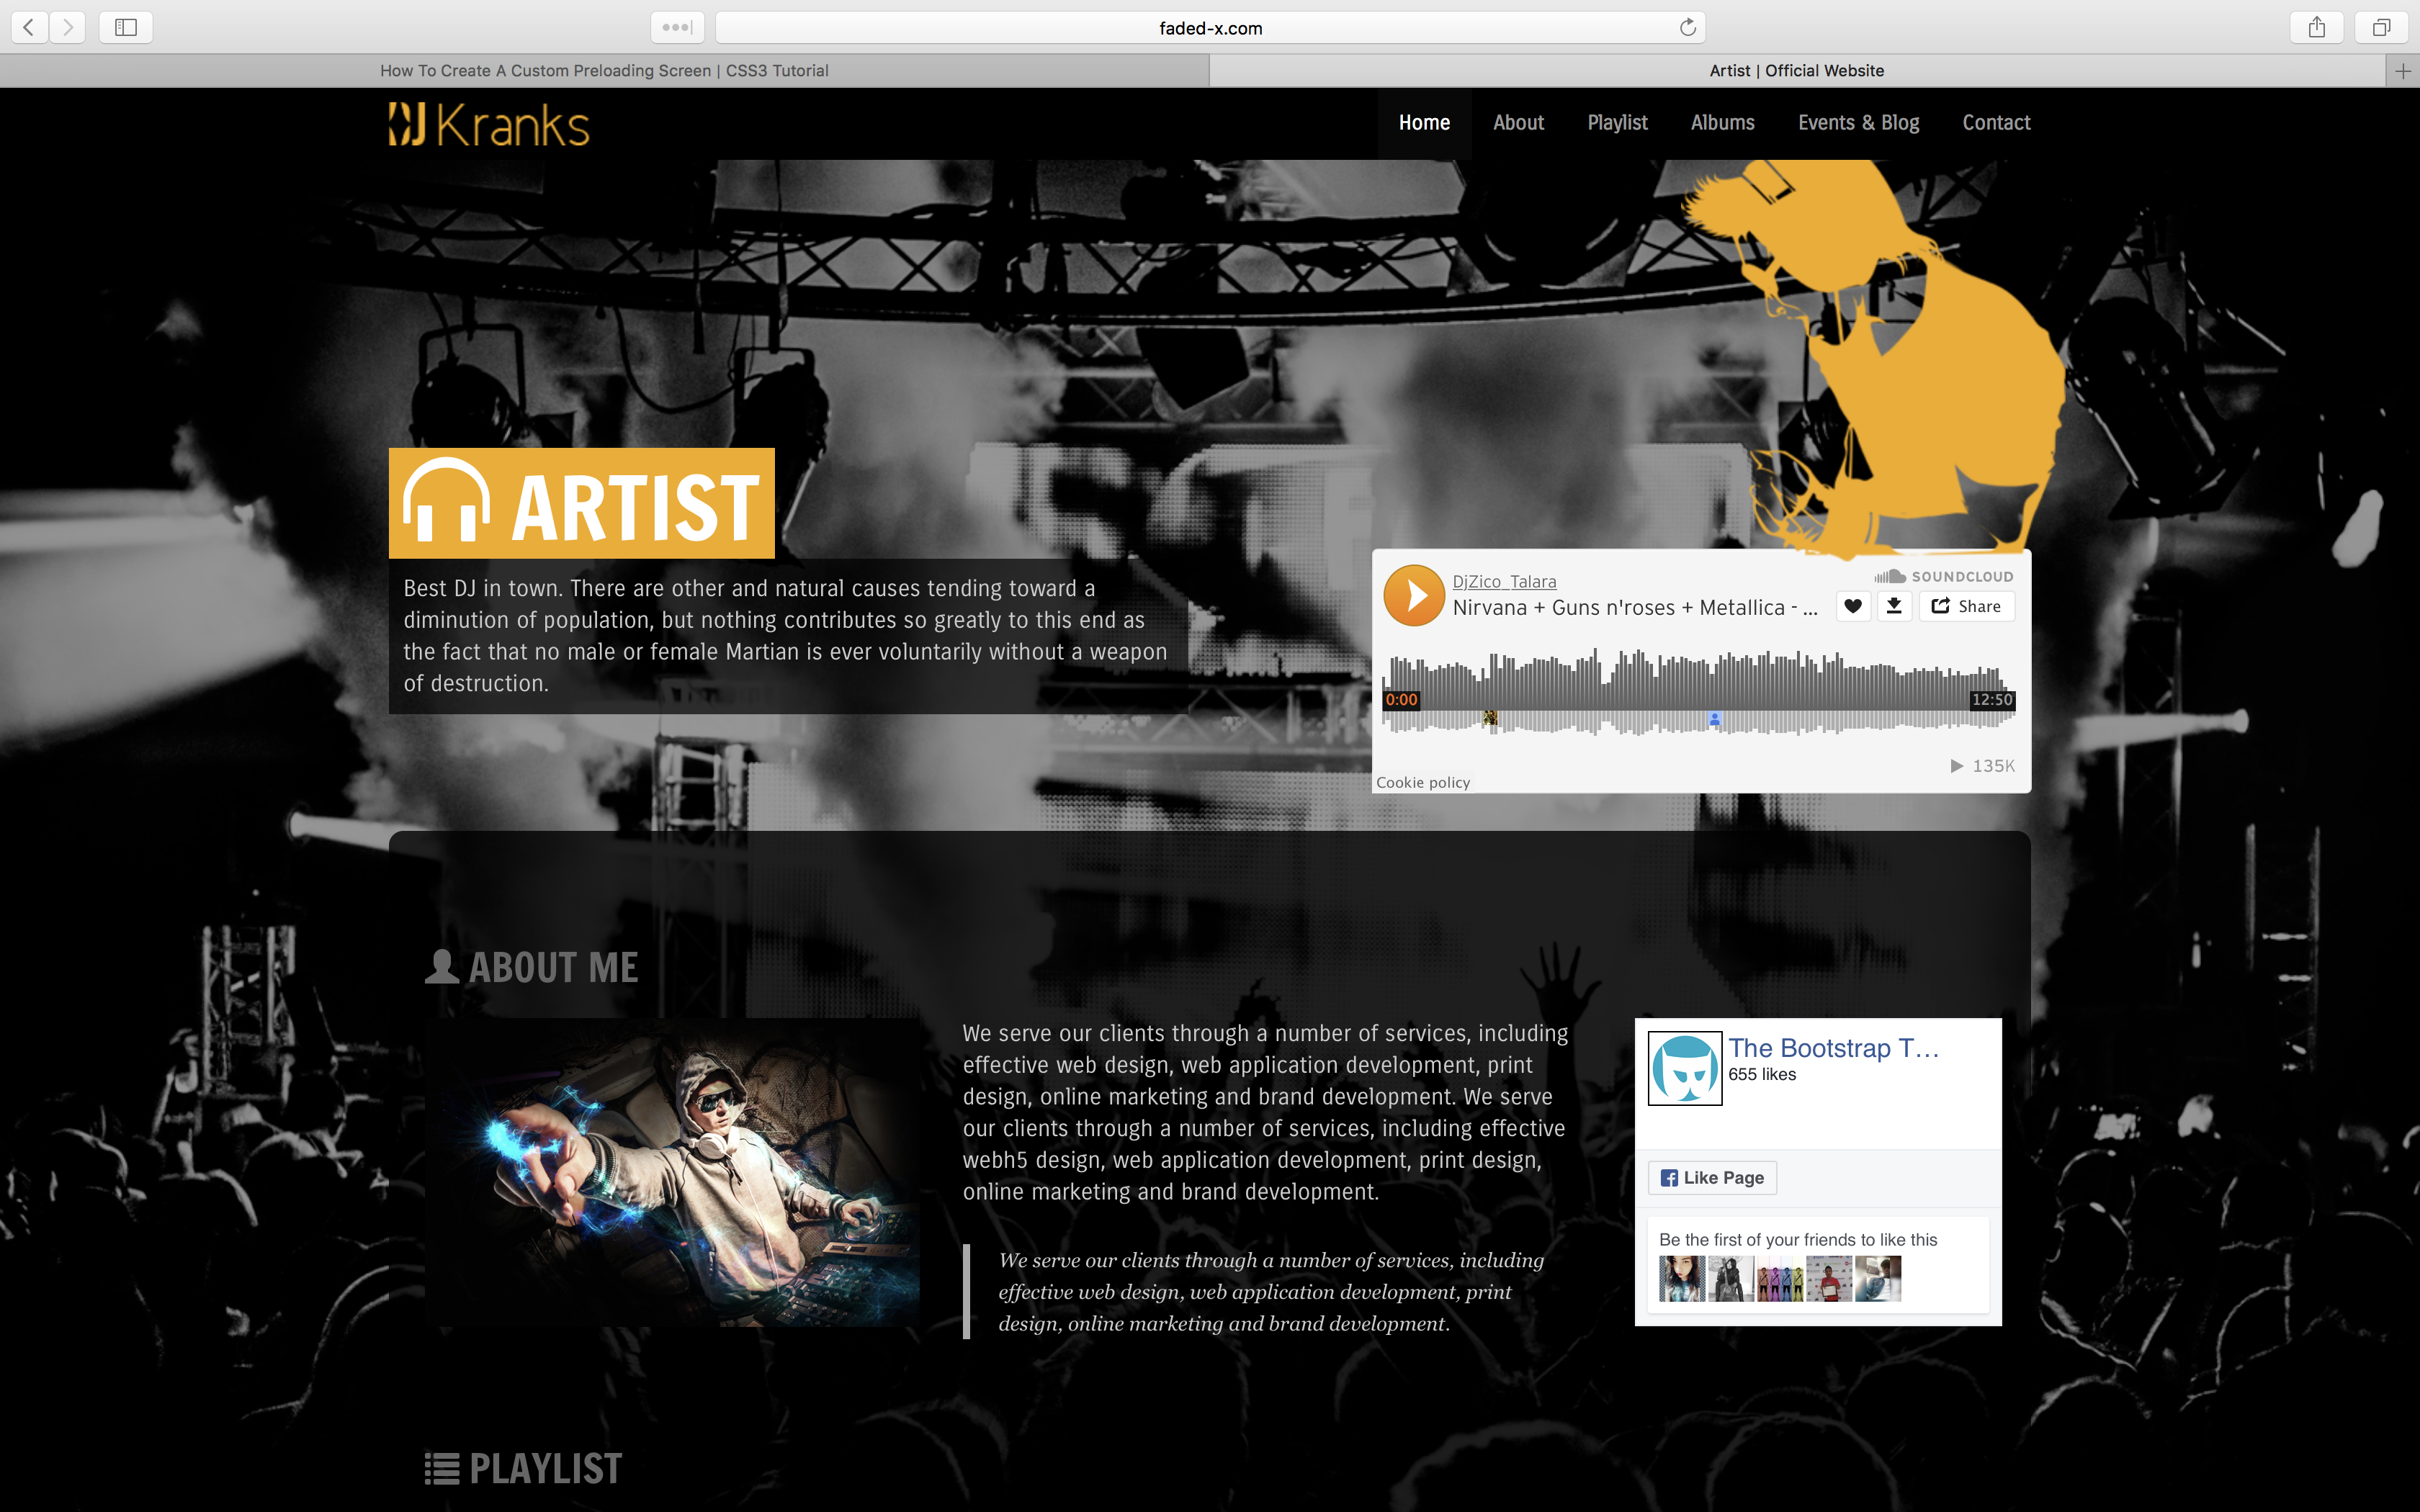 faded-x.com
How To Create A Custom Preloading Screen | CSS3 Tutorial
Artist | Official Website
DJ Kranks
Home About Playlist Albums Events & Blog Contact
ARTIST
Best DJ in town. There are other and natural causes tending toward a
diminution of population, but nothing contributes so greatly to this end as
the fact that no male or female Martian is ever voluntarily without a weapon
of destruction.
DjZico_Talara
SOUNDCLOUD
Nirvana + Guns n'roses + Metallica - ...
Share
0:00
12:50
135K
Cookie policy
ABOUT ME
We serve our clients through a number of services, including
effective web design, web application development, print
design, online marketing and brand development. We serve
our clients through a number of services, including effective
webh5 design, web application development, print design,
online marketing and brand development.
We serve our clients through a number of services, including
effective web design, web application development, print
design, online marketing and brand development.
The Bootstrap T...
655 likes
Like Page
Be the first of your friends to like this
PLAYLIST